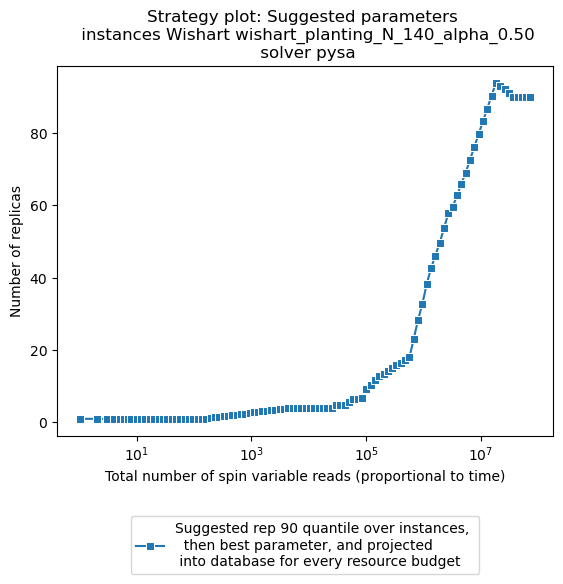 Strategy plot: Suggested parameters
instances Wishart wishart_planting_N_140_alpha_0.50
solver pysa
Number of replicas
80
60
40
20
0
10^1
10^3
10^5
10^7
Total number of spin variable reads (proportional to time)
Suggested rep 90 quantile over instances,
then best parameter, and projected
into database for every resource budget